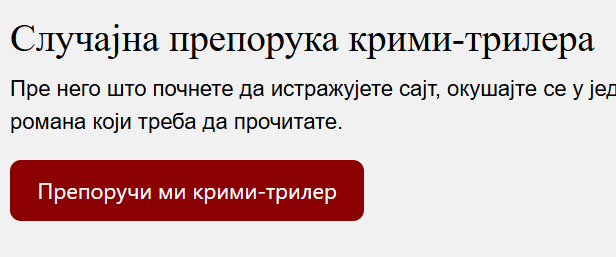 Случајна препорука крими-трилера
Пре него што почнете да истражујете сајт, окушајте се у
романа који треба да прочитате.
Препоручи ми крими-трилер